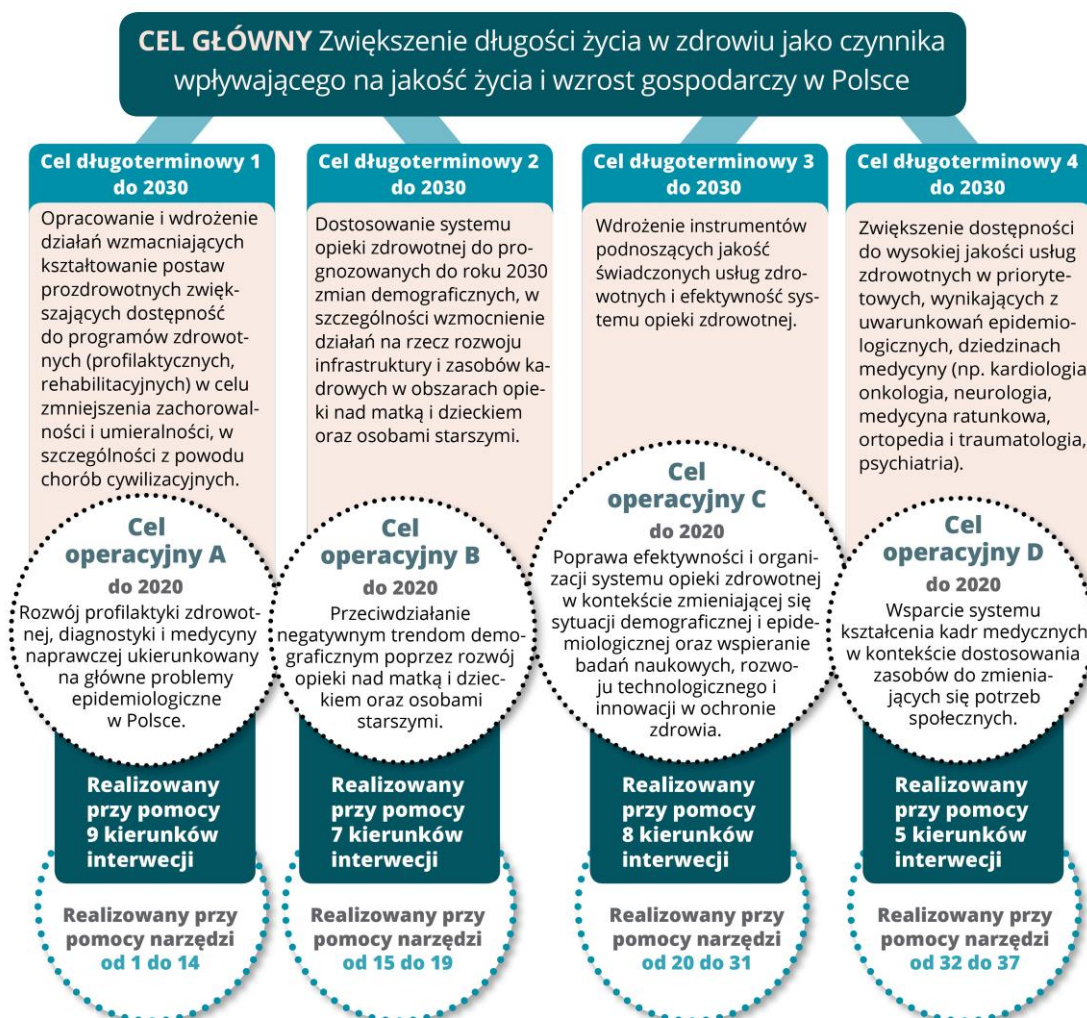 CEL GŁÓWNY Zwiększenie długości życia w zdrowiu jako czynnika
wpływającego na jakość życia i wzrost gospodarczy w Polsce
Cel długoterminowy 1
do 2030
Opracowanie i wdrożenie
działań wzmacniających
kształtowanie postaw
prozdrowotnych zwięk-
szających dostępność
do programów zdrowot-
nych (profilaktycznych,
rehabilitacyjnych) w celu
zmniejszenia zachorowal-
ności i umieralności, w
szczególności z powodu
chorób cywilizacyjnych.
Cel
operacyjny A
do 2020
Rozwój profilaktyki zdrowot-
nej, diagnostyki i medycyny
naprawczej ukierunkowany
na główne problemy
epidemiologiczne
w Polsce.
Realizowany
przy pomocy
9 kierunków
interwecji
Realizowany przy
pomocy narzędzi
od 1 do 14
Cel długoterminowy 2
do 2030
Dostosowanie systemu
opieki zdrowotnej do pro-
gnozowanych do roku 2030
zmian demograficznych, w
szczególności wzmocnienie
działań na rzecz rozwoju
infrastruktury i zasobów ka-
drowych w obszarach opie-
ki nad matką i dzieckiem
oraz osobami starszymi.
Cel
operacyjny B
do 2020
Przeciwdziałanie
negatywnym trendom demo-
graficznym poprzez rozwój
opieki nad matką i dziec-
kiem oraz osobami
starszymi.
Realizowany
przy pomocy
7 kierunków
interwecji
Realizowany przy
pomocy narzędzi
od 15 do 19
Cel długoterminowy 3
do 2030
Wdrożenie instrumentów
podnoszących jakość
świadczonych usług zdro-
wotnych i efektywność sys-
temu opieki zdrowotnej.
Cel
operacyjny C
do 2020
Poprawa efektywności i organi-
zacji systemu opieki zdrowotnej
w kontekście zmieniającej się
sytuacji demograficznej i epide-
miologicznej oraz wspieranie
badań naukowych, rozwo-
ju technologicznego i
innowacji w ochronie
zdrowia.
Realizowany
przy pomocy
8 kierunków
interwecji
Realizowany przy
pomocy narzędzi
od 20 do 31
Cel długoterminowy 4
do 2030
Zwiększenie dostępności
do wysokiej jakości usług
zdrowotnych w prioryte-
towych, wynikających z
uwarunkowań epidemio-
logicznych, dziedzinach
medycyny (np. kardiologia
onkologia, neurologia,
medycyna ratunkowa,
ortopedia i traumatologia,
psychiatria).
Cel
operacyjny D
do 2020
Wsparcie systemu
kształcenia kadr medycznych
w kontekście dostosowania
zasobów do zmienia-
jących się potrzeb
społecznych.
Realizowany
przy pomocy
5 kierunków
interwecji
Realizowany przy
pomocy narzędzi
od 32 do 37